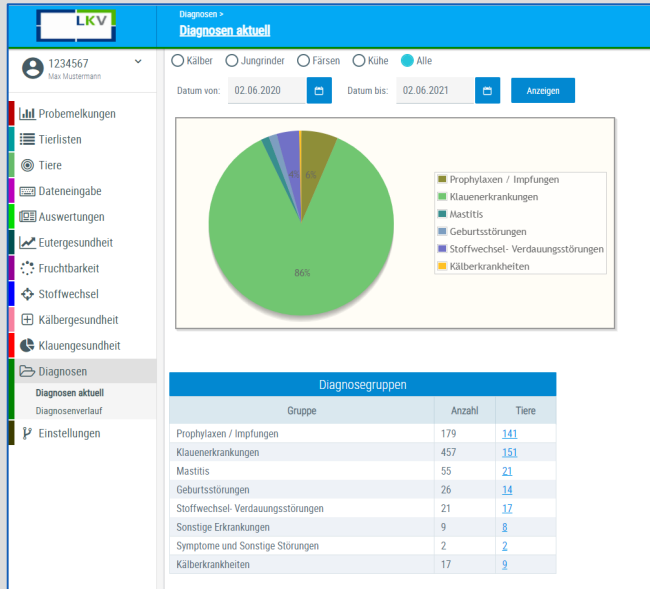 LKV
Diagnosen >
Diagnosen aktuell
1234567
Max Mustermann
Kälber Jungrinder Färsen Kühe Alle
Datum von: 02.06.2020 Datum bis: 02.06.2021 Anzeigen
Probemelkungen
Tierlisten
Tiere
Dateneingabe
Auswertungen
Eutergesundheit
Fruchtbarkeit
Stoffwechsel
Kälbergesundheit
Klauengesundheit
Diagnosen
Diagnosen aktuell
Diagnosenverlauf
Einstellungen
4% 6%
86%
Prophylaxen / Impfungen
Klauenerkrankungen
Mastitis
Geburtsstörungen
Stoffwechsel- Verdauungsstörungen
Kälberkrankheiten
Diagnosegruppen
Gruppe Anzahl Tiere
Prophylaxen / Impfungen 179 141
Klauenerkrankungen 457 151
Mastitis 55 21
Geburtsstörungen 26 14
Stoffwechsel- Verdauungsstörungen 21 17
Sonstige Erkrankungen 9 8
Symptome und Sonstige Störungen 2 2
Kälberkrankheiten 17 9